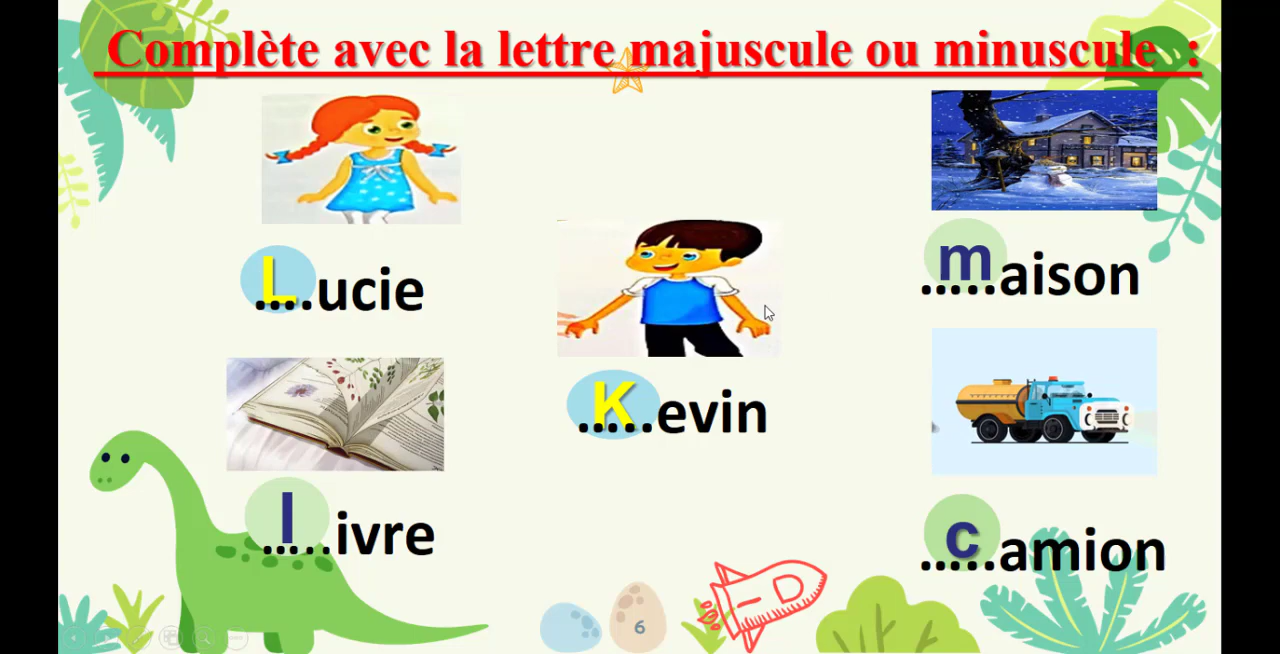 Complète avec la lettre majuscule ou minuscule :
L....ucie
m.....aison
K.....evin
l.....ivre
c.....amion
6